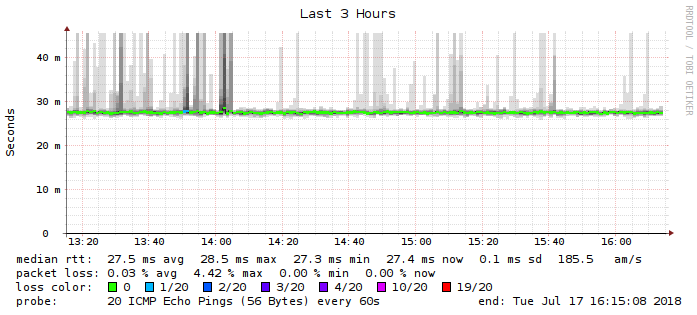 Last 3 Hours
RRDTOOL / TOBI OETIKER
Seconds
40 m
30 m
20 m
10 m
0
13:20 13:40 14:00 14:20 14:40 15:00 15:20 15:40 16:00
median rtt: 27.5 ms avg 28.5 ms max 27.3 ms min 27.4 ms now 0.1 ms sd 185.5 am/s
packet loss: 0.03 % avg 4.42 % max 0.00 % min 0.00 % now
loss color: 0 1/20 2/20 3/20 4/20 10/20 19/20
probe: 20 ICMP Echo Pings (56 Bytes) every 60s end: Tue Jul 17 16:15:08 2018